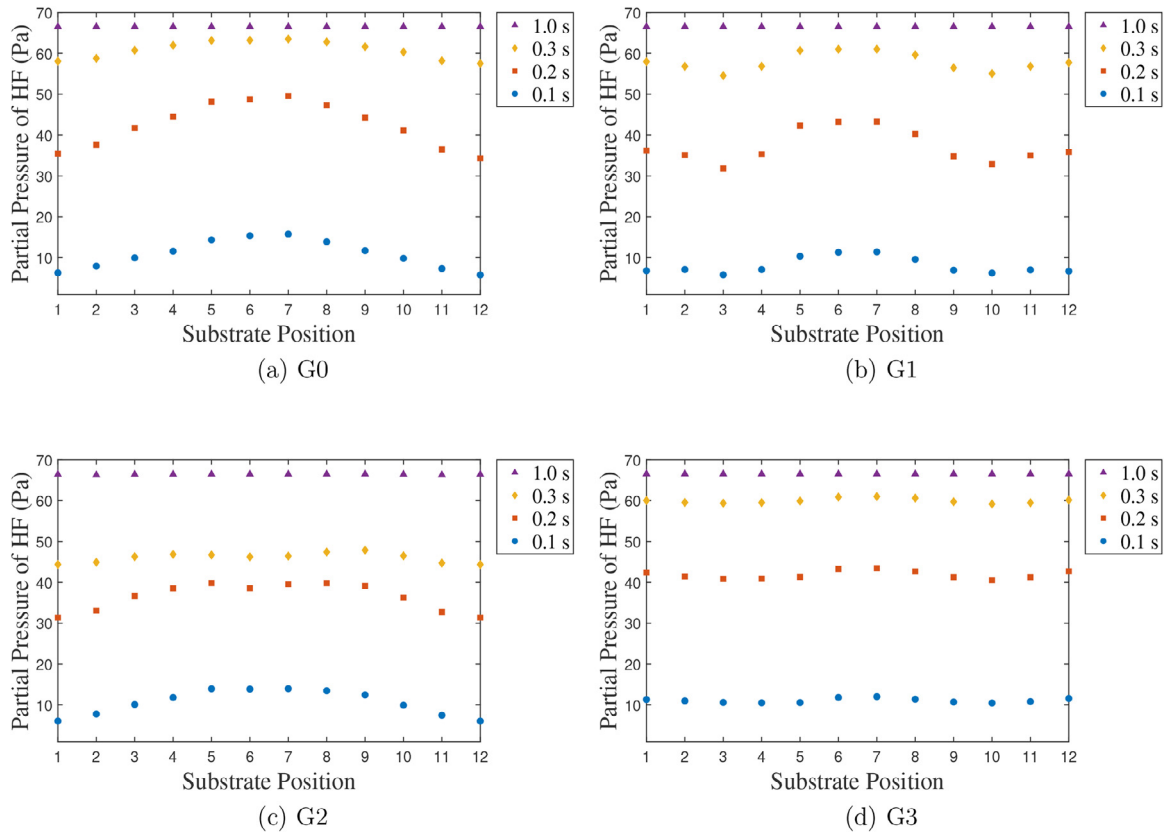 Partial Pressure of HF (Pa)
70
60
50
40
30
20
10
1 2 3 4 5 6 7 8 9 10 11 12
Substrate Position
1.0 s
0.3 s
0.2 s
0.1 s
(a) G0
Partial Pressure of HF (Pa)
70
60
50
40
30
20
10
1 2 3 4 5 6 7 8 9 10 11 12
Substrate Position
1.0 s
0.3 s
0.2 s
0.1 s
(b) G1
Partial Pressure of HF (Pa)
70
60
50
40
30
20
10
1 2 3 4 5 6 7 8 9 10 11 12
Substrate Position
1.0 s
0.3 s
0.2 s
0.1 s
(c) G2
Partial Pressure of HF (Pa)
70
60
50
40
30
20
10
1 2 3 4 5 6 7 8 9 10 11 12
Substrate Position
1.0 s
0.3 s
0.2 s
0.1 s
(d) G3